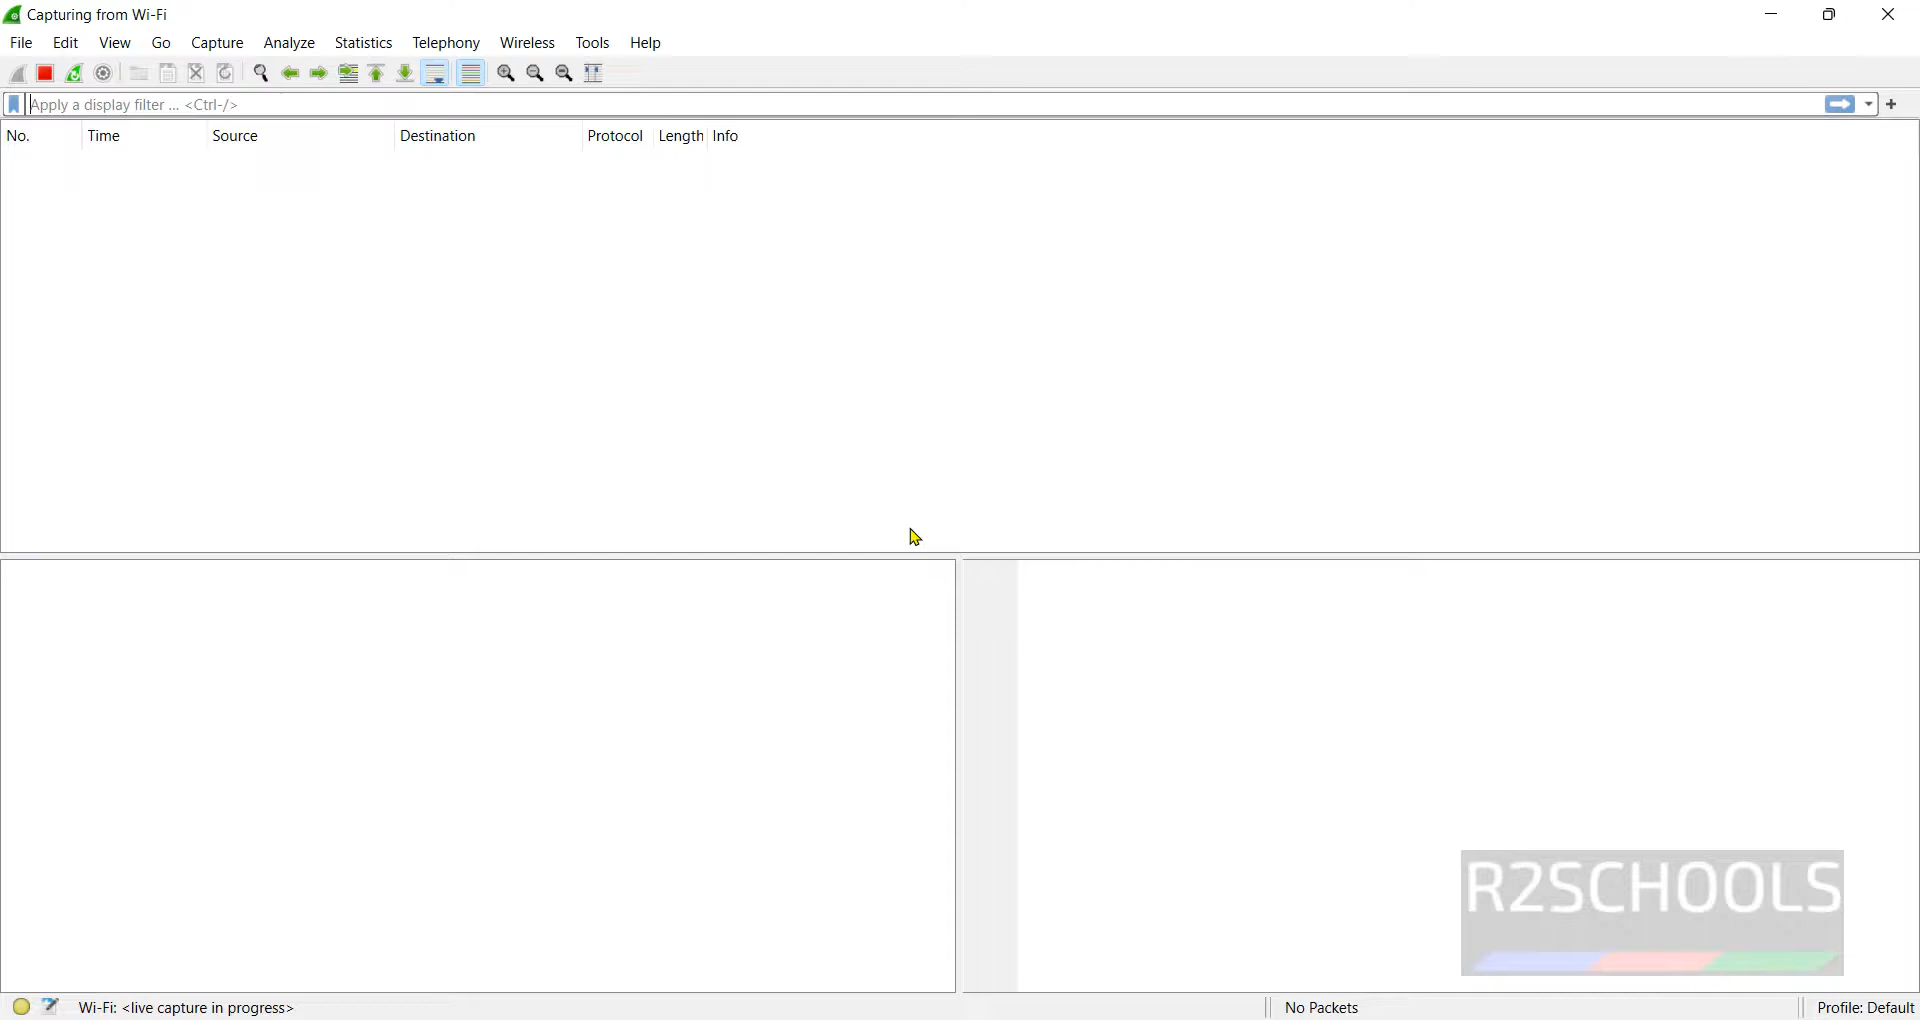 Capturing from Wi-Fi
File Edit View Go Capture Analyze Statistics Telephony Wireless Tools Help
Apply a display filter ... <Ctrl-/>
No. Time Source Destination Protocol Length Info
R2SCHOOLS
Wi-Fi: <live capture in progress> No Packets Profile: Default